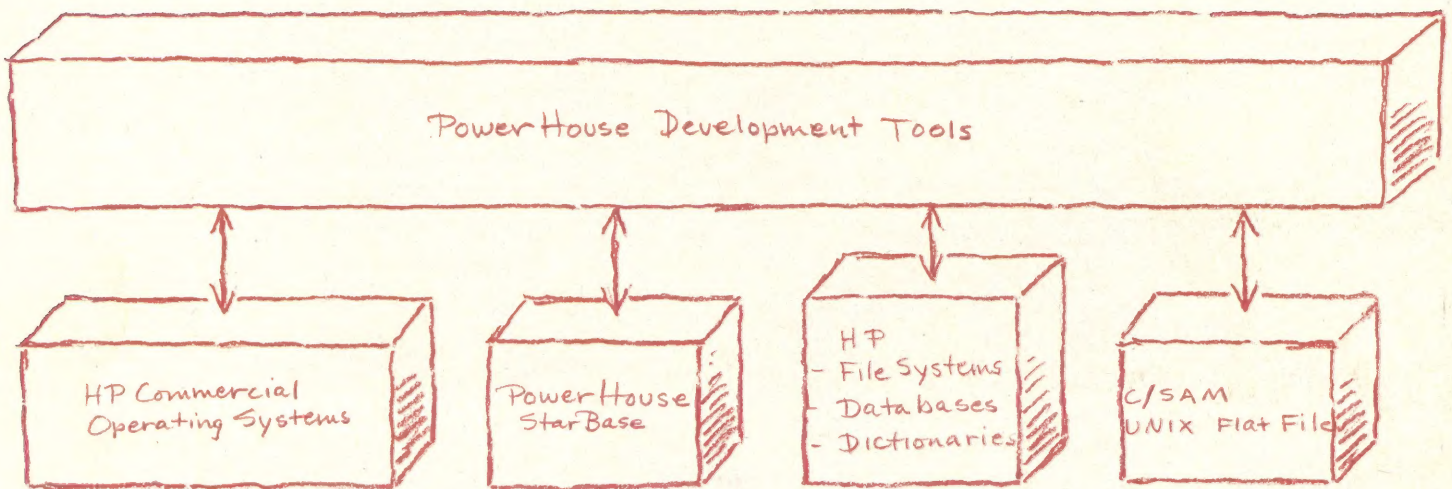 PowerHouse Development Tools
HP Commercial
Operating Systems
PowerHouse
StarBase
HP
- File Systems
- Databases
- Dictionaries
C/SAM
UNIX Flat File